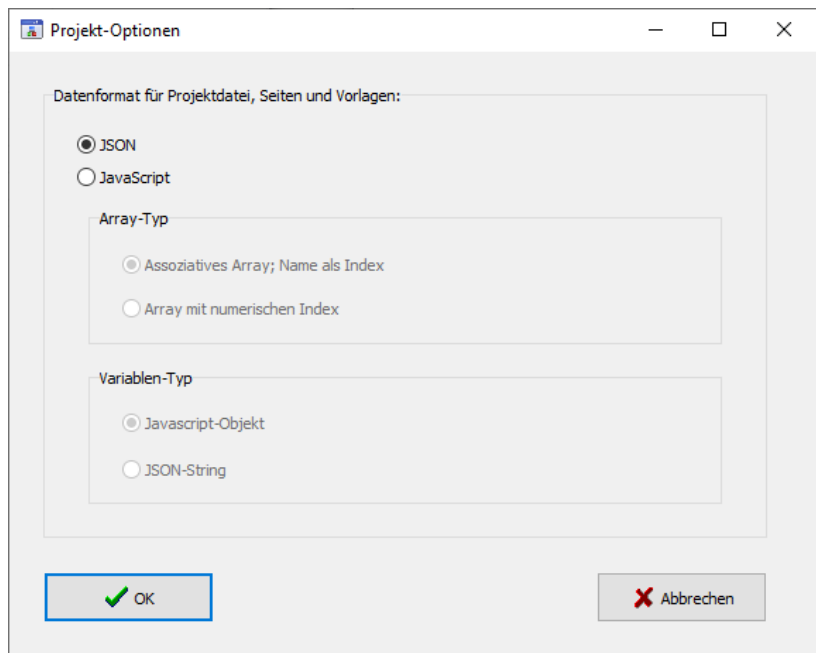 Projekt-Optionen
Datenformat für Projektdatei, Seiten und Vorlagen:
JSON
JavaScript
Array-Typ
Assoziatives Array; Name als Index
Array mit numerischen Index
Variablen-Typ
Javascript-Objekt
JSON-String
OK
Abbrechen